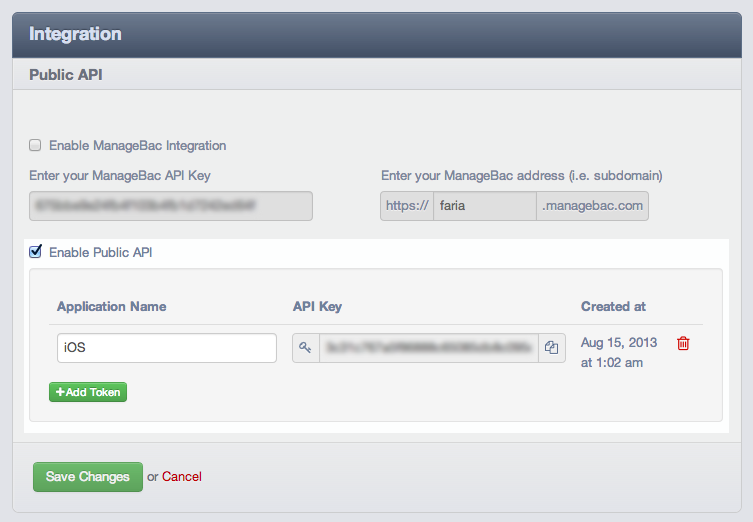 Integration
Public API
Enable ManageBac Integration
Enter your ManageBac API Key
Enter your ManageBac address (i.e. subdomain)
https:// faria .managebac.com
Enable Public API
Application Name API Key Created at
iOS Aug 15, 2013
at 1:02 am
+Add Token
Save Changes or Cancel